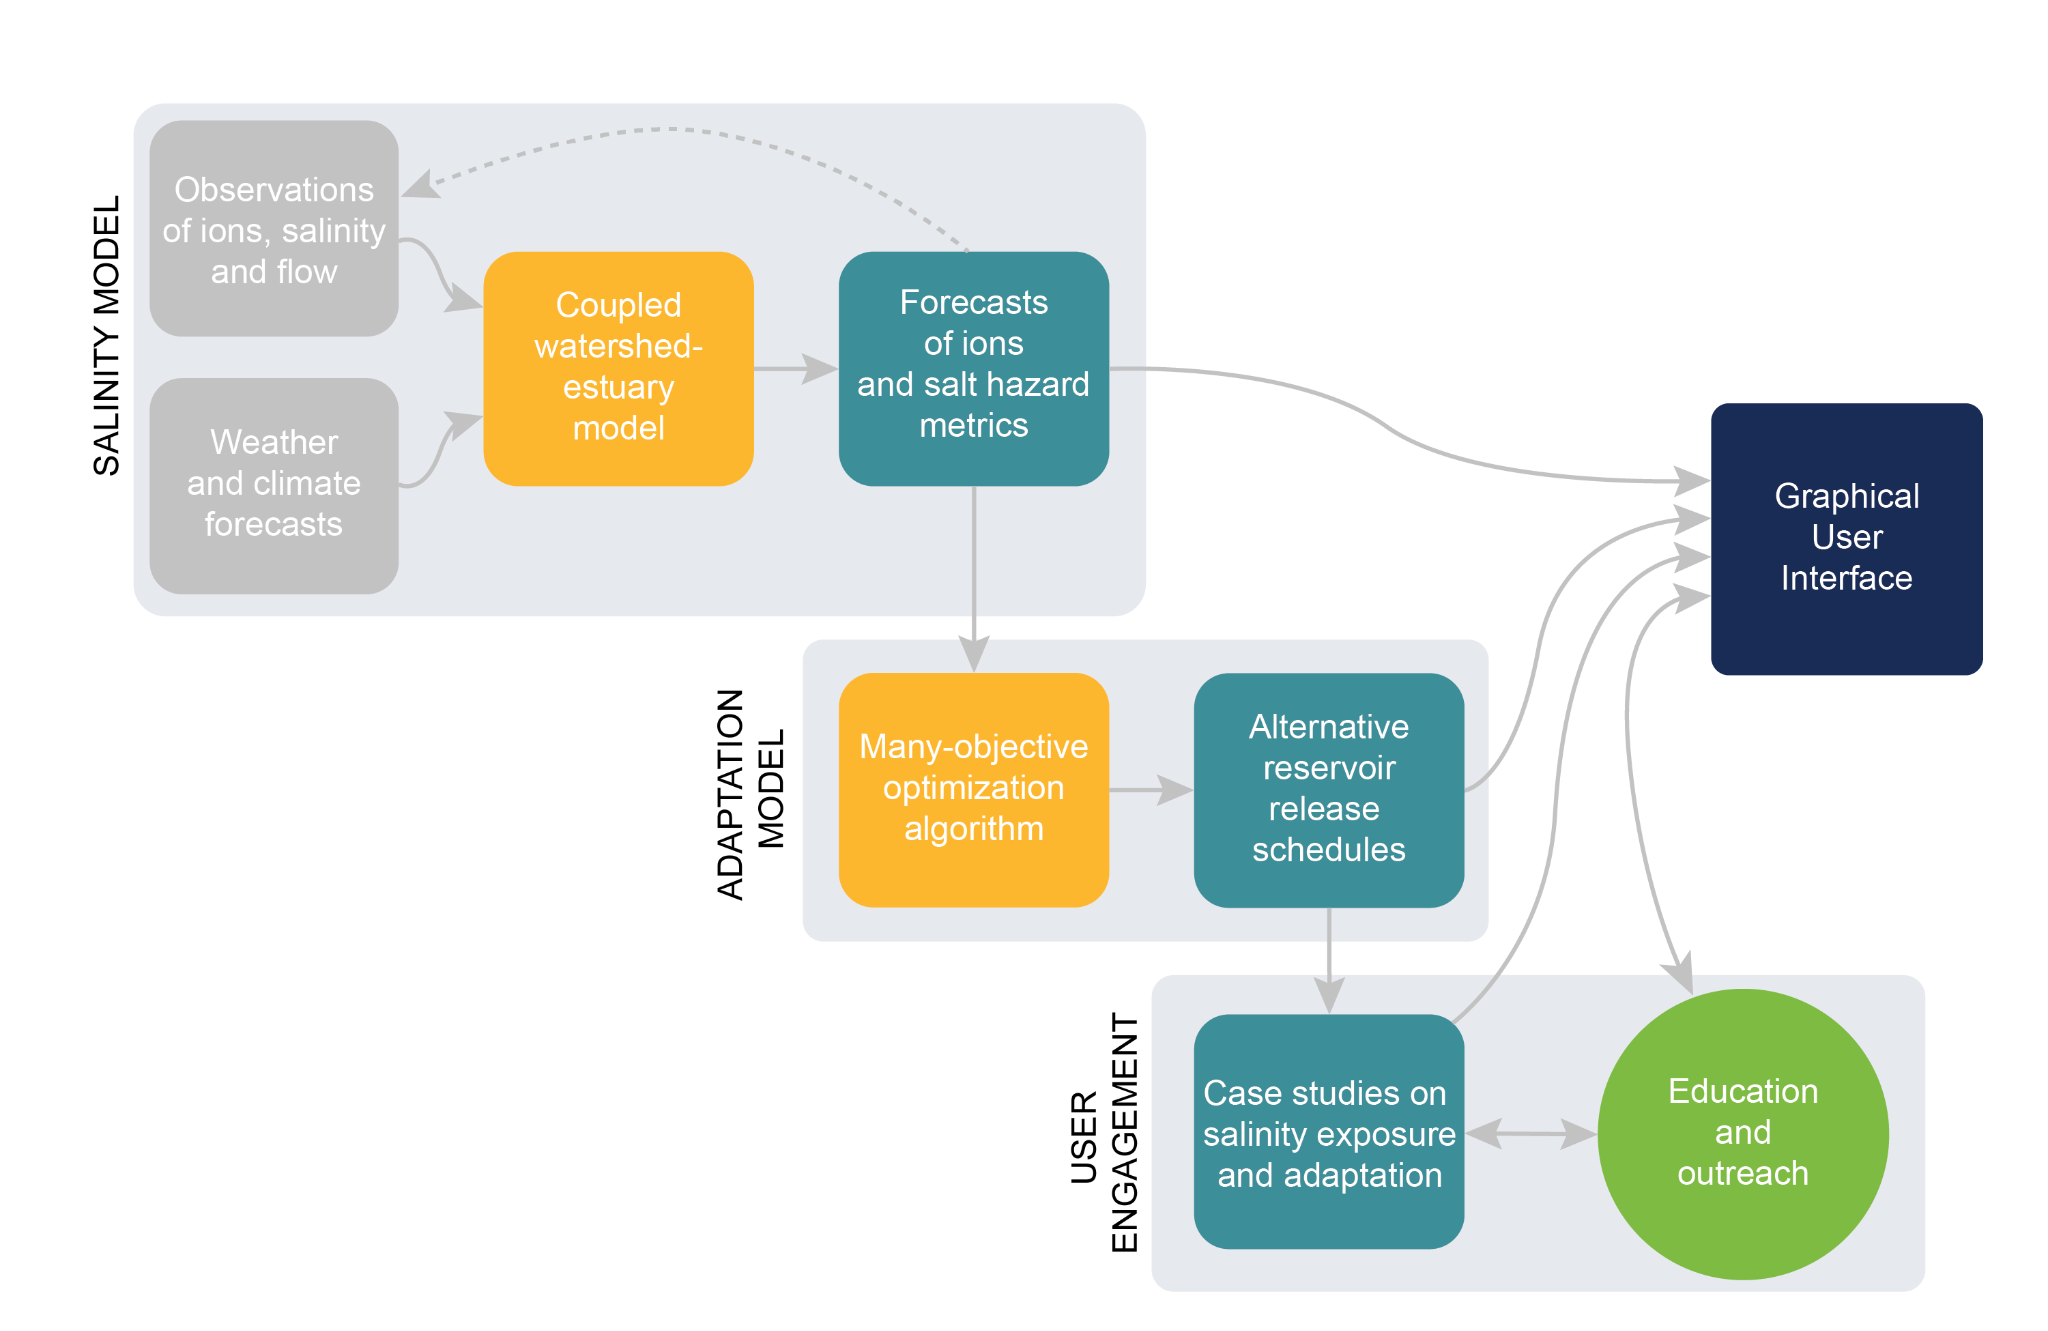 SALINITY MODEL
Observations
of ions, salinity
and flow
Weather
and climate
forecasts
Coupled
watershed-
estuary
model
Forecasts
of ions
and salt hazard
metrics
Graphical
User
Interface
ADAPTATION
MODEL
Many-objective
optimization
algorithm
Alternative
reservoir
release
schedules
USER
ENGAGEMENT
Case studies on
salinity exposure
and adaptation
Education
and
outreach